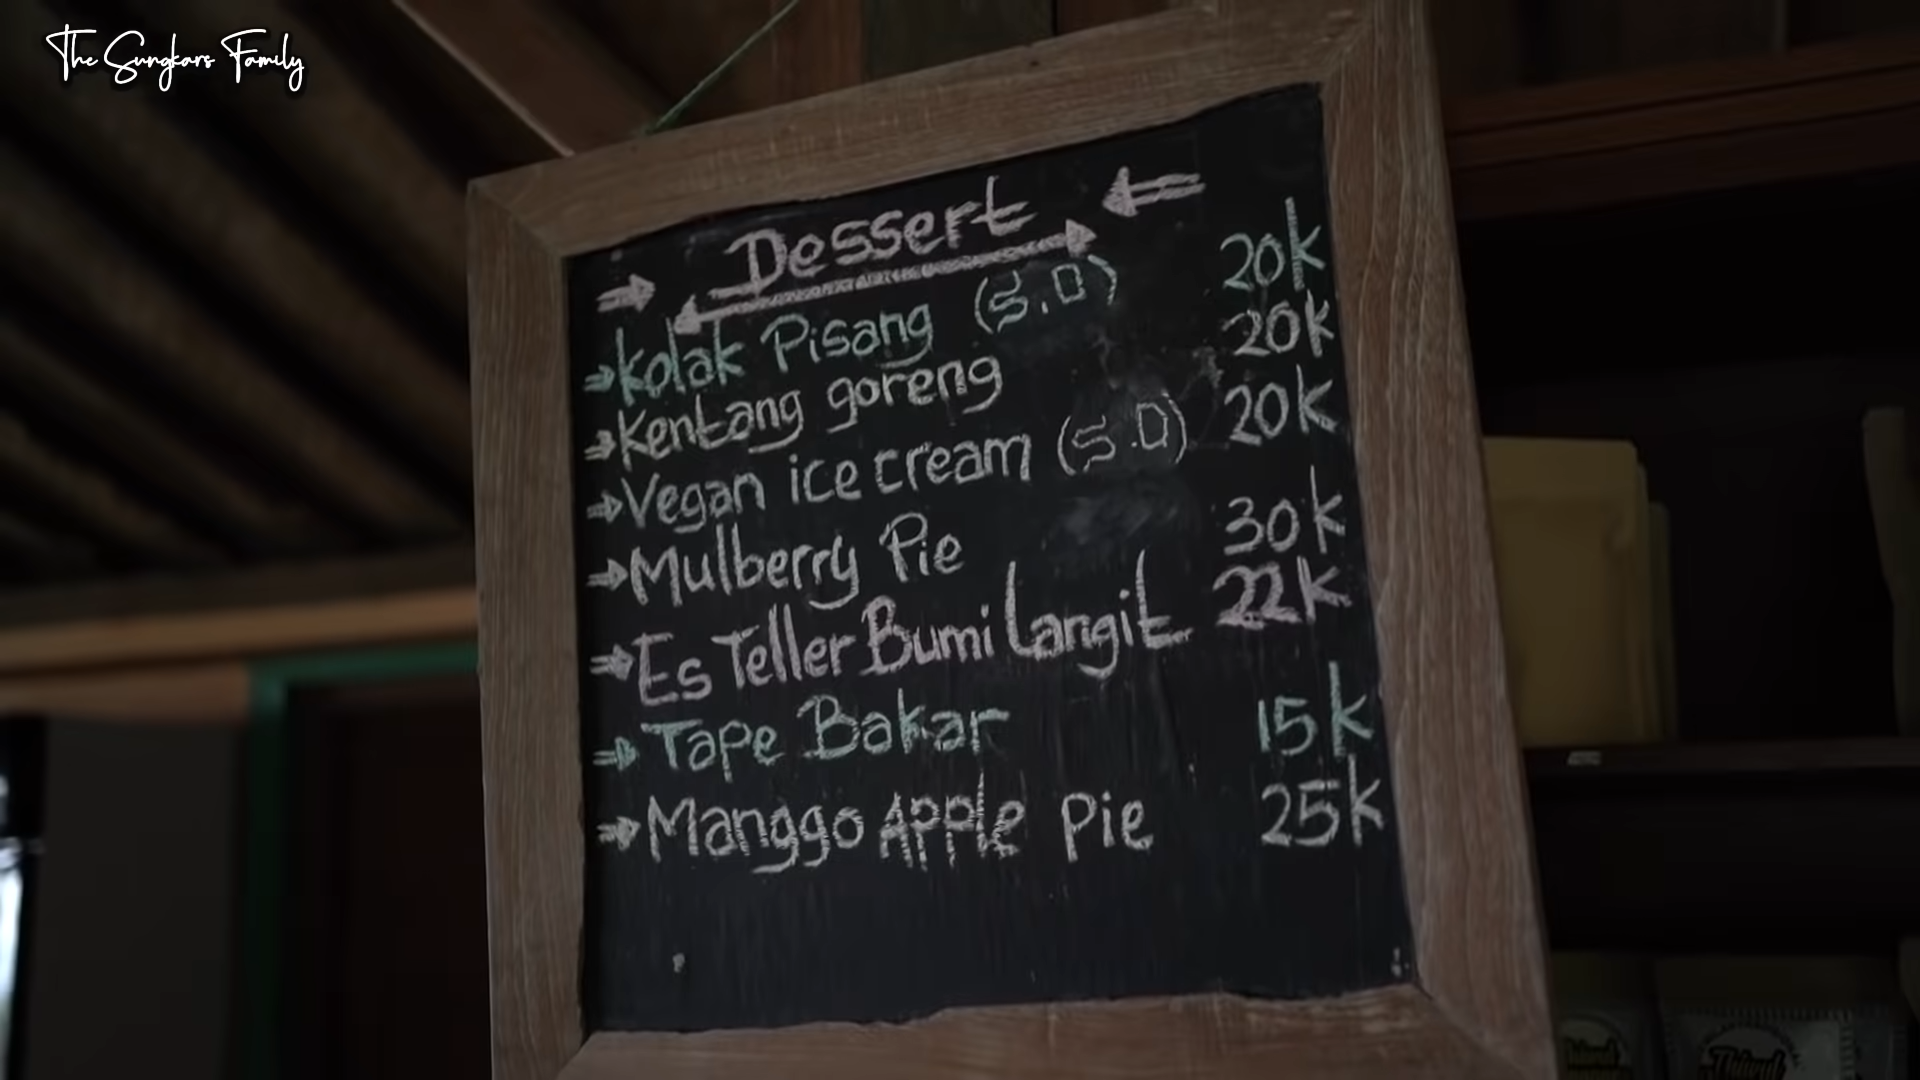 The Sungkars Family
Dessert
Kolak Pisang (S.O) 20K
Kentang goreng 20K
Vegan ice cream (S.O) 20K
Mulberry Pie 30K
Es Teller Bumi Langit 22K
Tape Bakar 15K
Manggo Apple Pie 25K